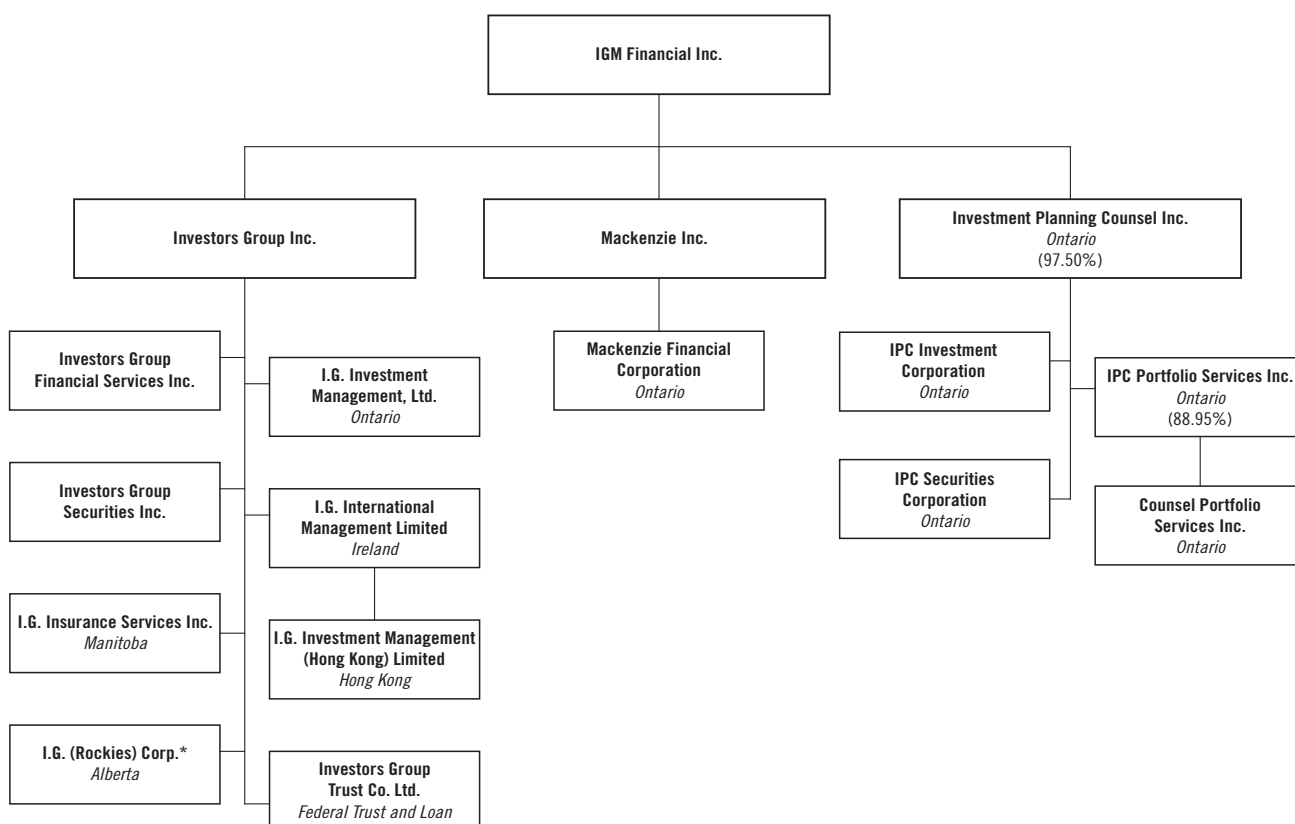 IGM Financial Inc.
Investors Group Inc.
Mackenzie Inc.
Investment Planning Counsel Inc.
Ontario
(97.50%)
Investors Group
Financial Services Inc.
I.G. Investment
Management, Ltd.
Ontario
Investors Group
Securities Inc.
I.G. International
Management Limited
Ireland
I.G. Insurance Services Inc.
Manitoba
I.G. Investment Management
(Hong Kong) Limited
Hong Kong
I.G. (Rockies) Corp.*
Alberta
Investors Group
Trust Co. Ltd.
Federal Trust and Loan
Mackenzie Financial
Corporation
Ontario
IPC Investment
Corporation
Ontario
IPC Portfolio Services Inc.
Ontario
(88.95%)
IPC Securities
Corporation
Ontario
Counsel Portfolio
Services Inc.
Ontario